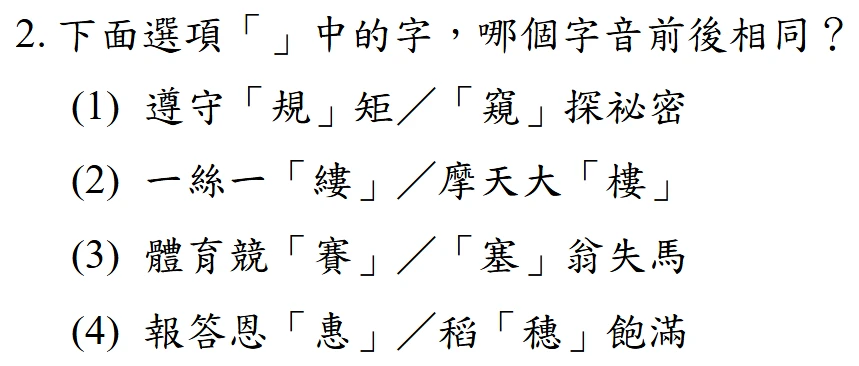 2. 下面選項「 」中的字，哪個字音前後相同？
(1) 遵守「規」矩／「窺」探祕密
(2) 一絲一「縷」／摩天大「樓」
(3) 體育競「賽」／「塞」翁失馬
(4) 報答恩「惠」／稻「穗」飽滿